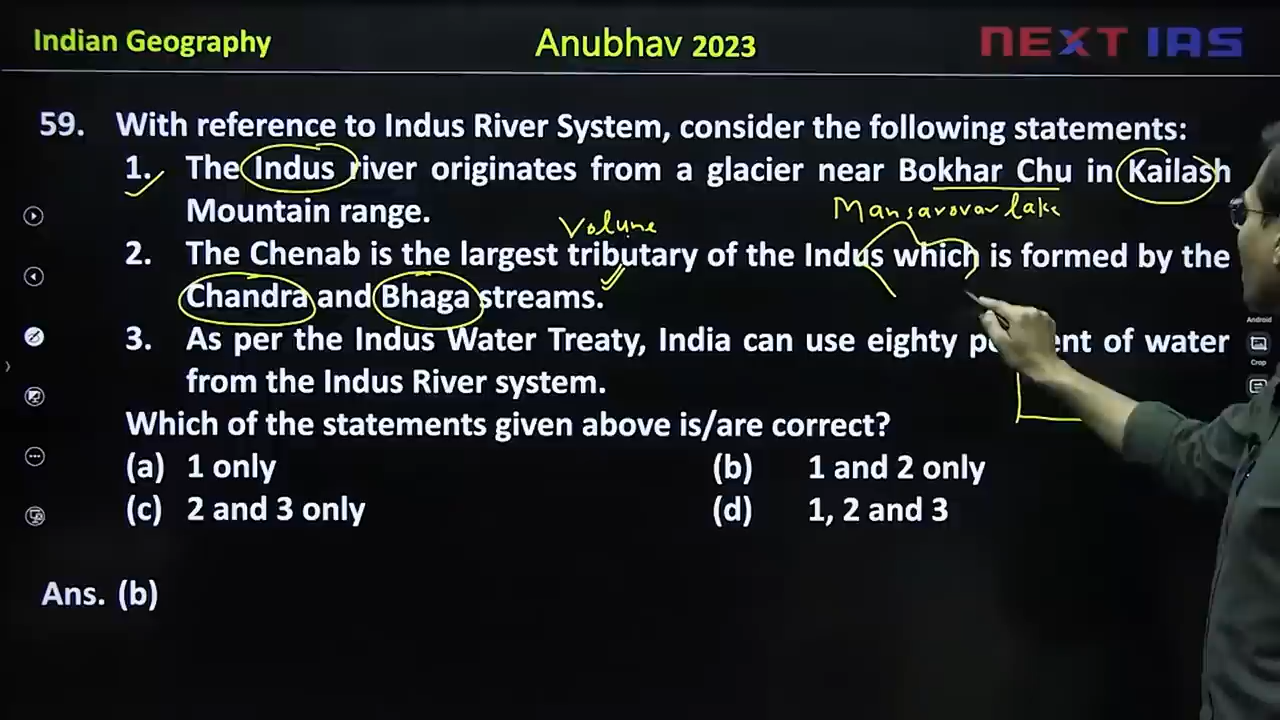 Indian Geography
Anubhav 2023
NEXT IAS
59. With reference to Indus River System, consider the following statements:
1. The Indus river originates from a glacier near Bokhar Chu in Kailash
Mountain range.
Mansarovar lake
Volume
2. The Chenab is the largest tributary of the Indus which is formed by the
Chandra and Bhaga streams.
3. As per the Indus Water Treaty, India can use eighty of water
from the Indus River system.
Which of the statements given above is/are correct?
(a) 1 only
(b) 1 and 2 only
(c) 2 and 3 only
(d) 1, 2 and 3
Ans. (b)
Android
Crop